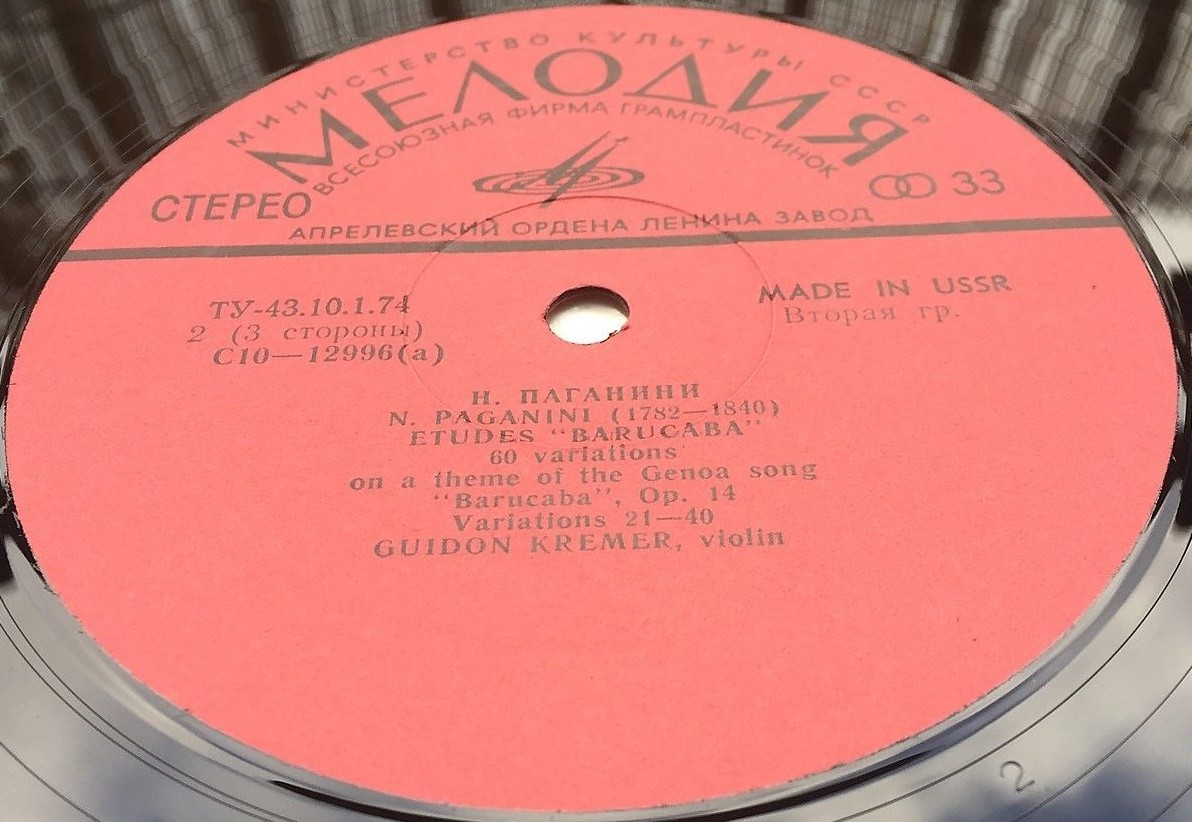 МИНИСТЕРСТВО КУЛЬТУРЫ СССР
МЕЛОДИЯ
ВСЕСОЮЗНАЯ ФИРМА ГРАМПЛАСТИНОК
СТЕРЕО
33
АПРЕЛЕВСКИЙ ОРДЕНА ЛЕНИНА ЗАВОД
ТУ-43.10.1.74
2 (3 стороны)
С10—12996(а)
MADE IN USSR
Вторая гр.
Н. ПАГАНИНИ
N. PAGANINI (1782—1840)
ETUDES "BARUCABA"
60 variations
on a theme of the Genoa song
"Barucaba", Op. 14
Variations 21—40
GUIDON KREMER, violin
2